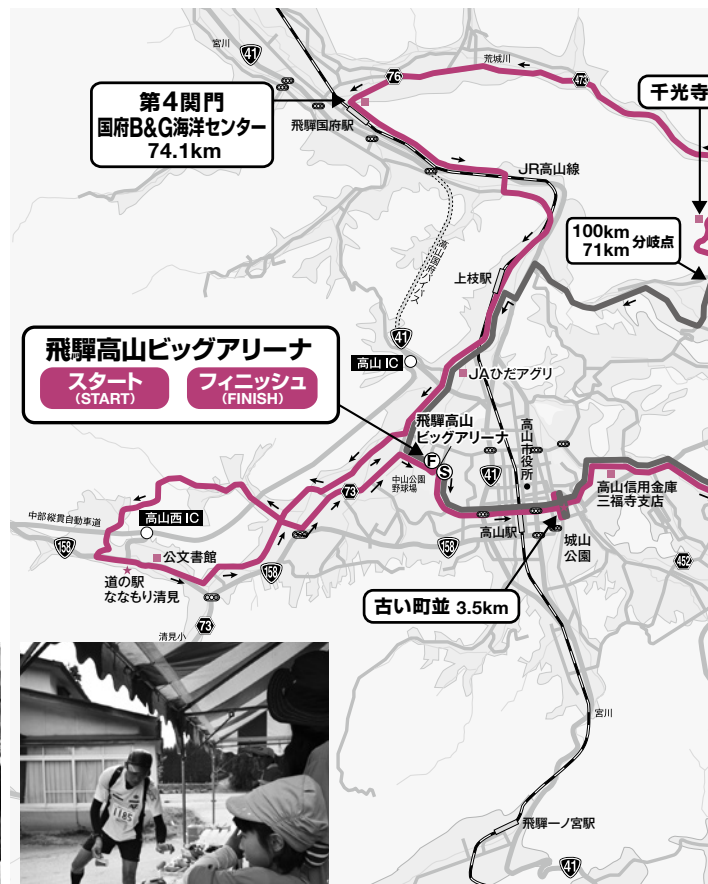 宮川
41
荒城川
76
473
第4関門
国府B&G海洋センター
74.1km
飛騨国府駅
千光寺
JR高山線
100km
71km
分岐点
高山国府バイパス
上枝駅
飛騨高山ビッグアリーナ
スタート
(START)
フィニッシュ
(FINISH)
41
高山 IC
JAひだアグリ
飛騨高山
ビッグアリーナ
高山市役所
F
S
41
中山公園
野球場
73
高山信用金庫
三福寺支店
中部縦貫自動車道
高山西 IC
158
公文書館
158
158
高山駅
城山
公園
452
道の駅
ななもり清見
古い町並 3.5km
73
清見小
宮川
1185
飛騨一ノ宮駅
41